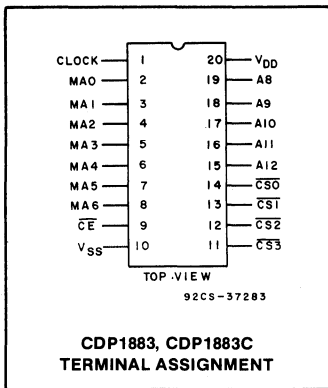 CLOCK 1 20 VDD
MA0 2 19 A8
MA1 3 18 A9
MA2 4 17 A10
MA3 5 16 A11
MA4 6 15 A12
MA5 7 14 CS0
MA6 8 13 CS1
CE 9 12 CS2
VSS 10 11 CS3
TOP VIEW
92CS-37283
CDP1883, CDP1883C
TERMINAL ASSIGNMENT